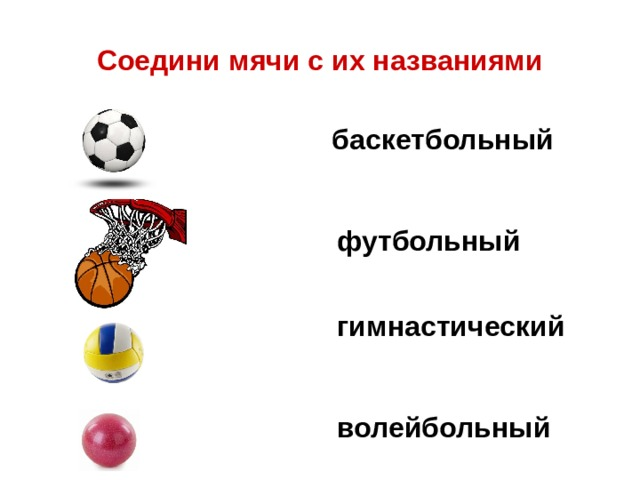 Соедини мячи с их названиями
баскетбольный
футбольный
гимнастический
волейбольный